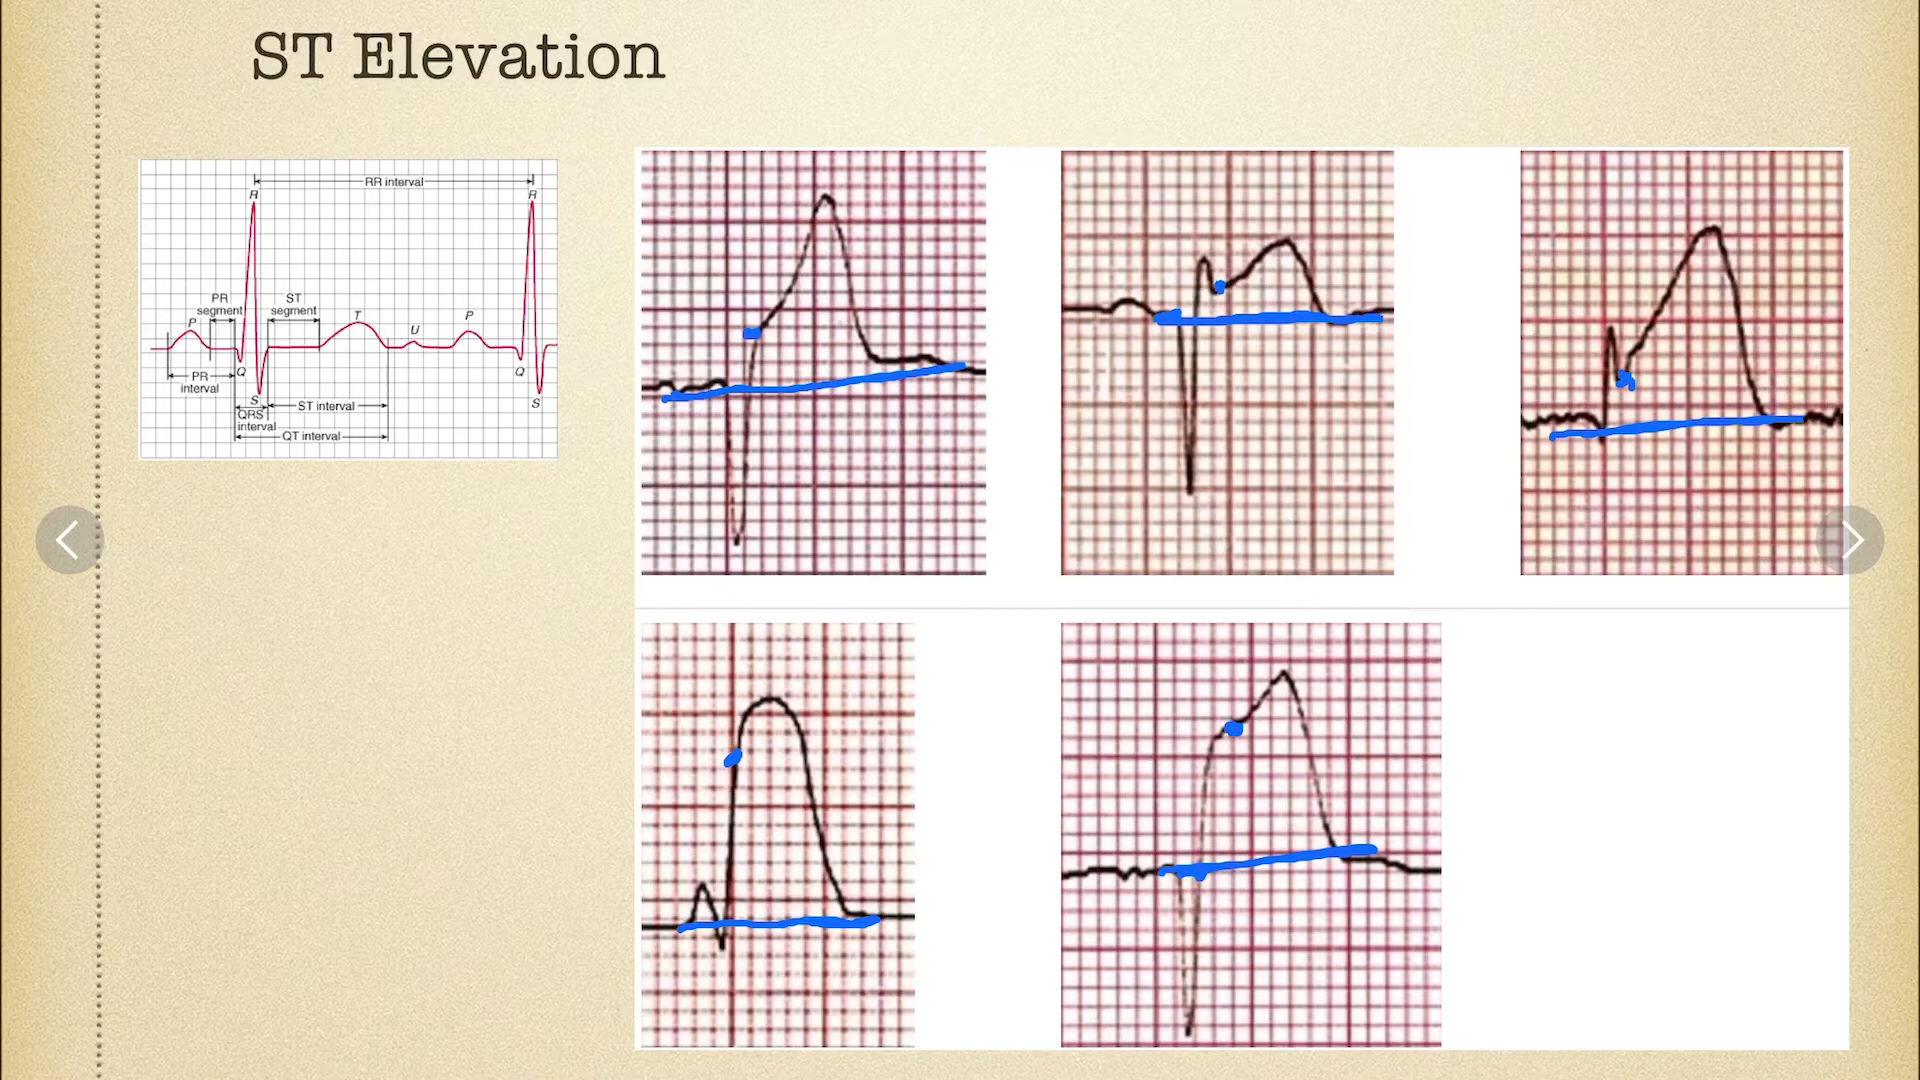 ST Elevation
RR interval
R
R
PR
segment
ST
segment
P
T
U
P
PR
interval
Q
Q
S
S
QRS
interval
ST interval
QT interval